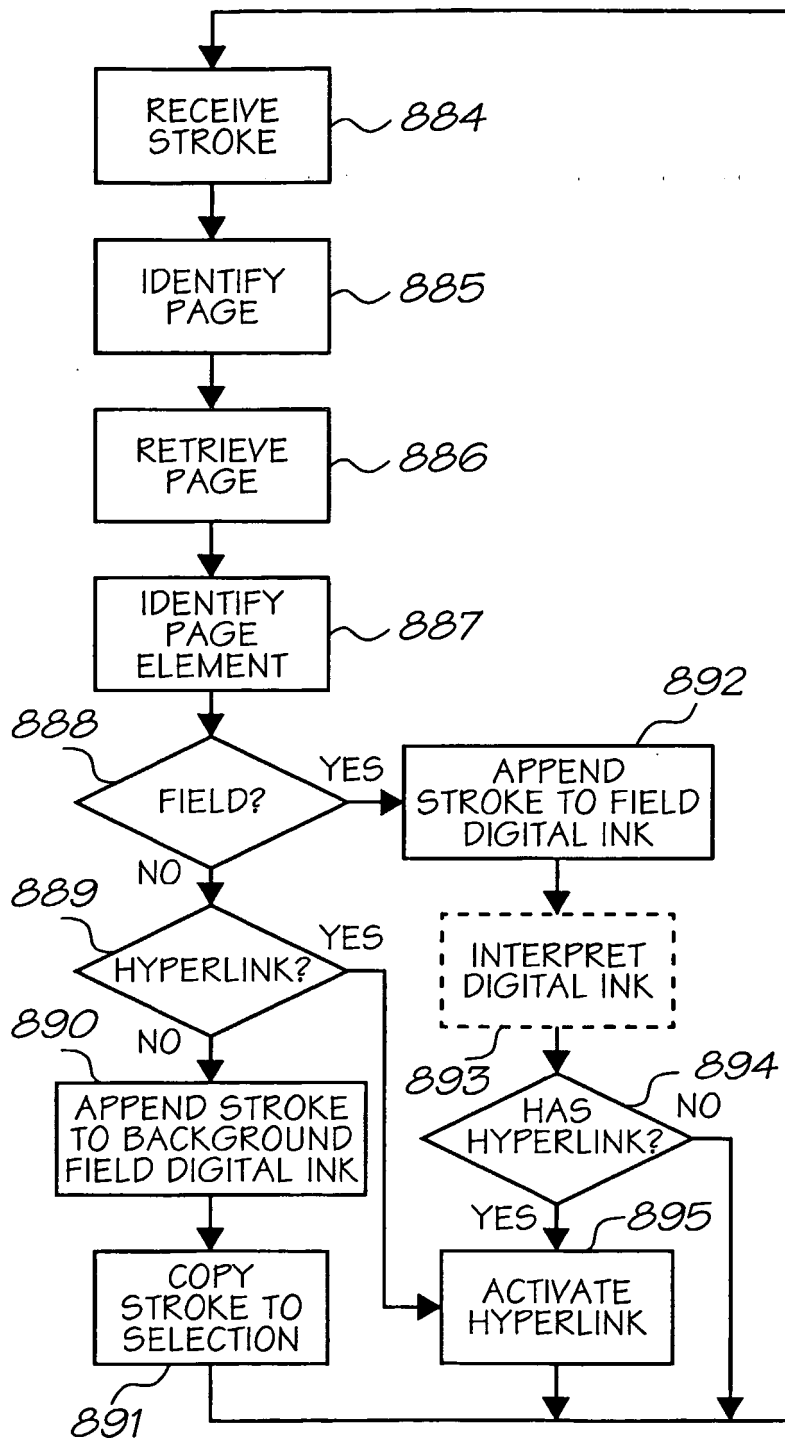 RECEIVE
STROKE
884
IDENTIFY
PAGE
885
RETRIEVE
PAGE
886
IDENTIFY
PAGE
ELEMENT
887
888
FIELD?
YES
NO
892
APPEND
STROKE TO FIELD
DIGITAL INK
889
HYPERLINK?
YES
NO
INTERPRET
DIGITAL INK
893
890
APPEND STROKE
TO BACKGROUND
FIELD DIGITAL INK
894
HAS
HYPERLINK?
NO
YES
895
COPY
STROKE TO
SELECTION
891
ACTIVATE
HYPERLINK